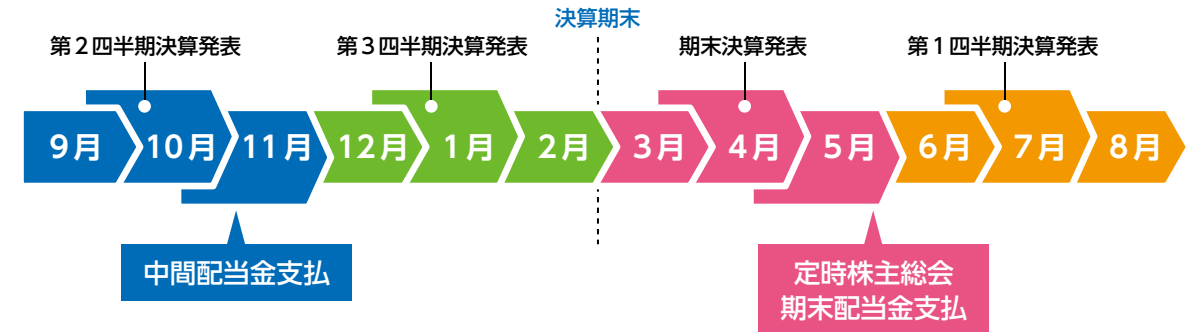 決算期末
第2四半期決算発表
第3四半期決算発表
期末決算発表
第1四半期決算発表
9月
10月
11月
12月
1月
2月
3月
4月
5月
6月
7月
8月
中間配当金支払
定時株主総会
期末配当金支払